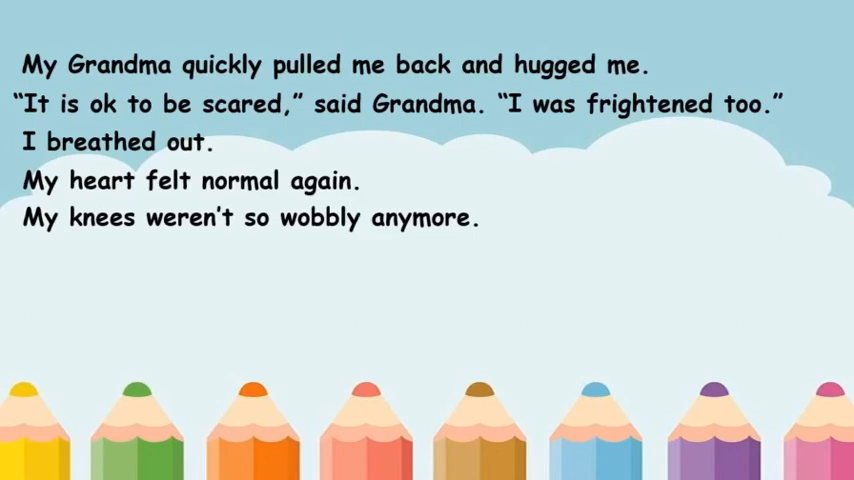 My Grandma quickly pulled me back and hugged me.
“It is ok to be scared,” said Grandma. “I was frightened too.”
I breathed out.
My heart felt normal again.
My knees weren’t so wobbly anymore.